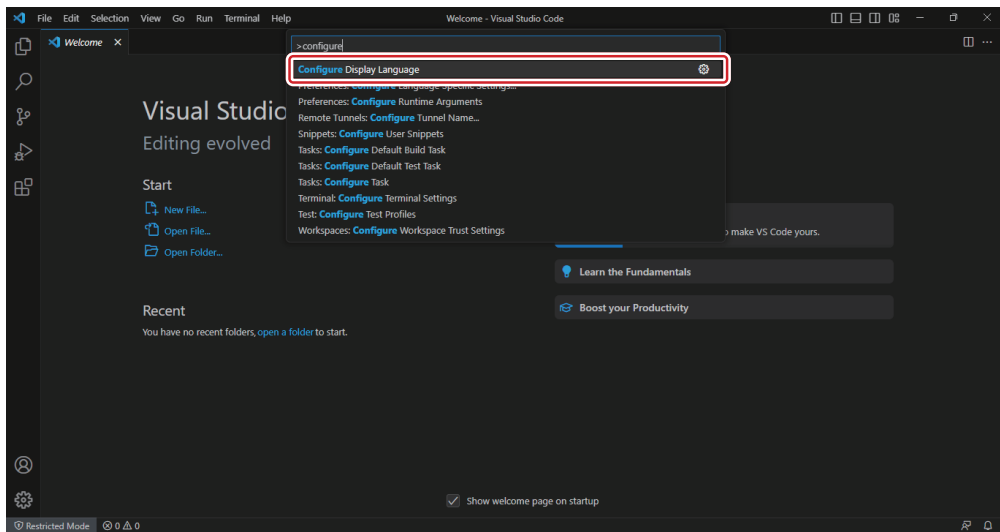 File Edit Selection View Go Run Terminal Help
Welcome - Visual Studio Code
Welcome
>configure
Configure Display Language
Preferences: Configure Language Specific Settings...
Preferences: Configure Runtime Arguments
Remote Tunnels: Configure Tunnel Name...
Snippets: Configure User Snippets
Tasks: Configure Default Build Task
Tasks: Configure Default Test Task
Tasks: Configure Task
Terminal: Configure Terminal Settings
Test: Configure Test Profiles
Workspaces: Configure Workspace Trust Settings
Visual Studio
Editing evolved
Start
New File...
Open File...
Open Folder...
Recent
You have no recent folders, open a folder to start.
make VS Code yours.
Learn the Fundamentals
Boost your Productivity
Show welcome page on startup
Restricted Mode 0 0